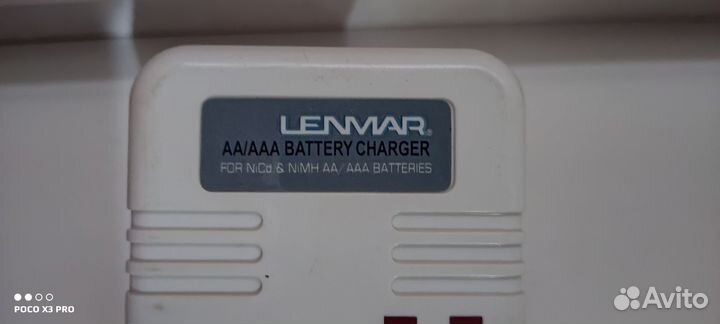 LENMAR®
AA/AAA BATTERY CHARGER
FOR NiCd & NiMH AA/AAA BATTERIES
POCO X3 PRO
Avito